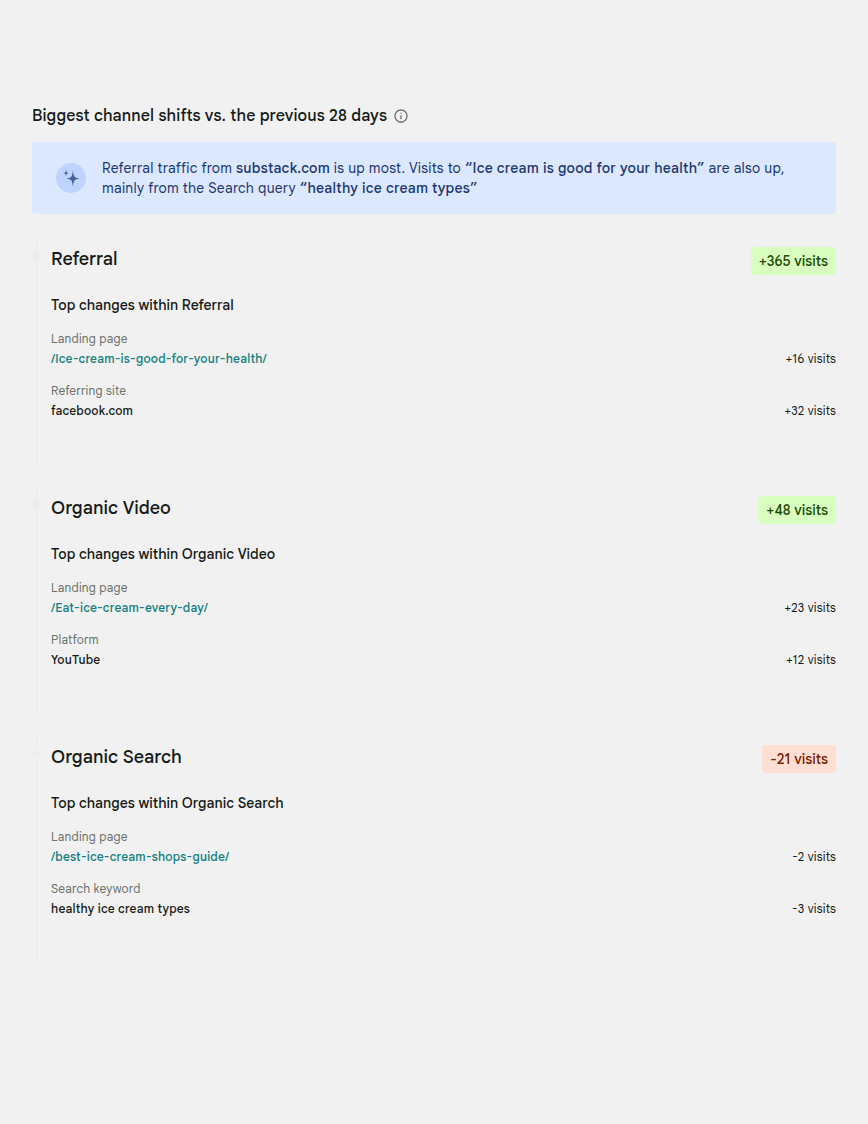 Biggest channel shifts vs. the previous 28 days
Referral traffic from substack.com is up most. Visits to “Ice cream is good for your health” are also up,
mainly from the Search query “healthy ice cream types”
Referral
+365 visits
Top changes within Referral
Landing page
/Ice-cream-is-good-for-your-health/
+16 visits
Referring site
facebook.com
+32 visits
Organic Video
+48 visits
Top changes within Organic Video
Landing page
/Eat-ice-cream-every-day/
+23 visits
Platform
YouTube
+12 visits
Organic Search
-21 visits
Top changes within Organic Search
Landing page
/best-ice-cream-shops-guide/
-2 visits
Search keyword
healthy ice cream types
-3 visits